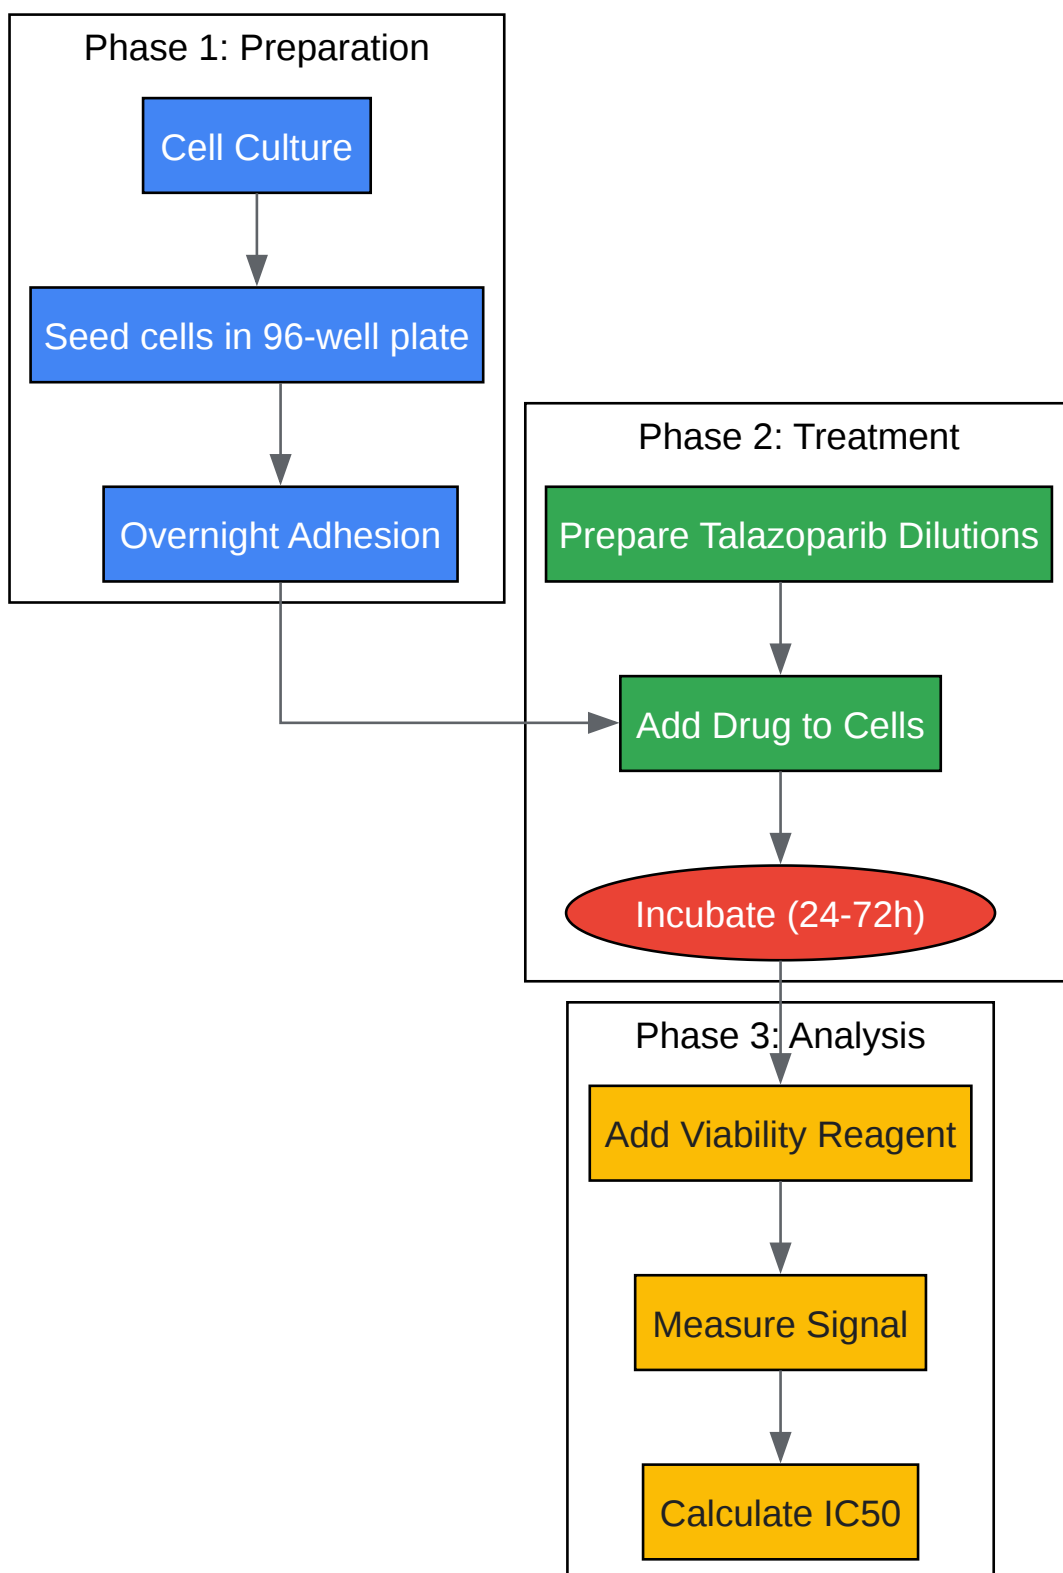 Phase 1: Preparation
Cell Culture
Seed cells in 96-well plate
Overnight Adhesion
Phase 2: Treatment
Prepare Talazoparib Dilutions
Add Drug to Cells
Incubate (24-72h)
Phase 3: Analysis
Add Viability Reagent
Measure Signal
Calculate IC50